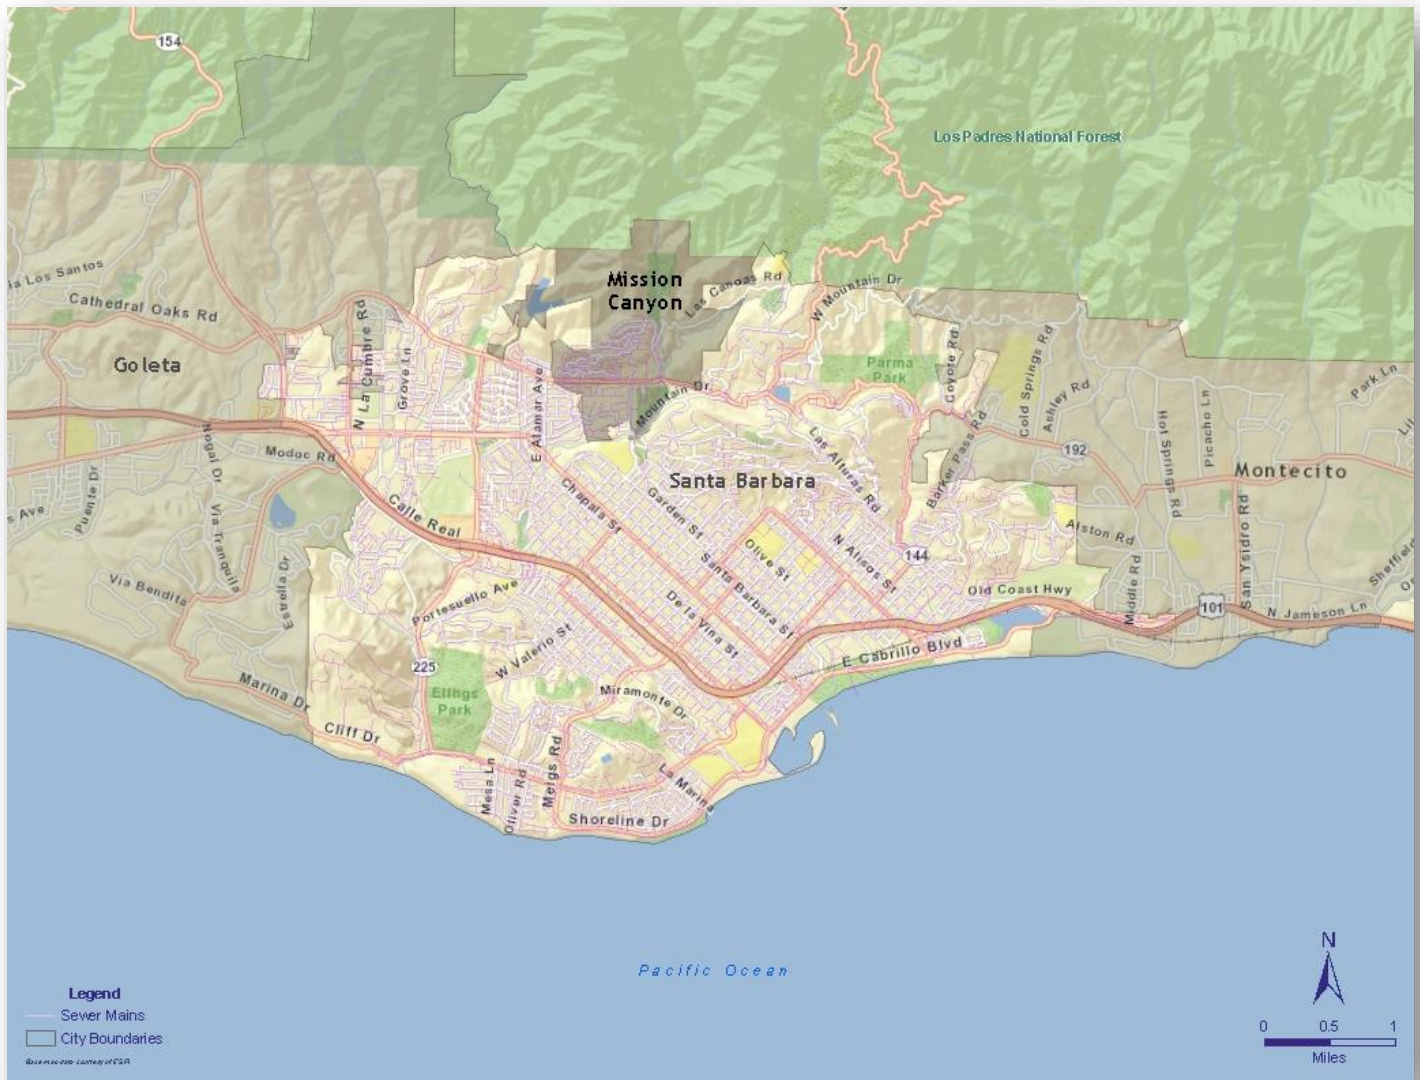 154
Los Padres National Forest
Mission
Canyon
Las Canoas Rd
ia Los Santos
W Mountain Dr
Cathedral Oaks Rd
N La Cumbre Rd
Grove Ln
Goleta
Parma
Park
Coyote Rd
Cold Springs Rd
Ashley Rd
Park Ln
Mountain Dr
E Alamar Ave
Hot Springs Rd
Picacho Ln
Nogal Dr
Modoc Rd
Las Alturas Rd
Barker Pass Rd
192
Montecito
Santa Barbara
Puente Dr
s Ave
Via Tranquila
Calle Real
Chapala St
Garden St
Olive St
N Alisos St
144
Alston Rd
San Ysidro Rd
Sheffield
Via Bendita
Estrella Dr
Portesuello Ave
Santa Barbara St
De la Vina St
Old Coast Hwy
Middle Rd
101
N Jameson Ln
W Valerio St
E Cabrillo Blvd
225
Elings
Park
Marina Dr
Miramonte Dr
Cliff Dr
Mesa Ln
Oliver Rd
Meigs Rd
La Marina
Shoreline Dr
Pacific Ocean
N
Legend
Sewer Mains
City Boundaries
0 0.5 1
Miles